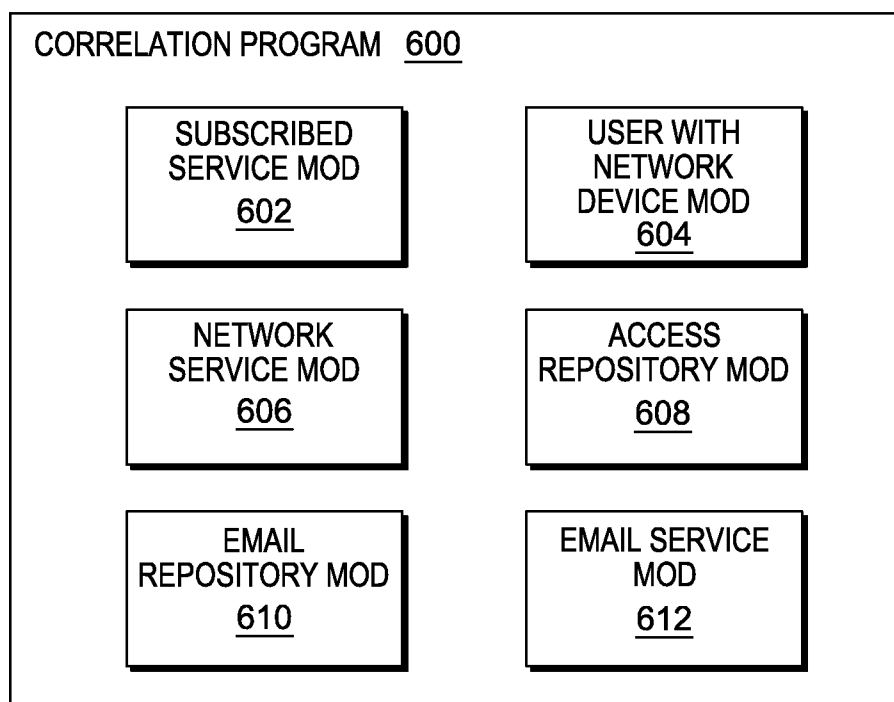 CORRELATION PROGRAM 600
SUBSCRIBED
SERVICE MOD
602
USER WITH
NETWORK
DEVICE MOD
604
NETWORK
SERVICE MOD
606
ACCESS
REPOSITORY MOD
608
EMAIL
REPOSITORY MOD
610
EMAIL SERVICE
MOD
612